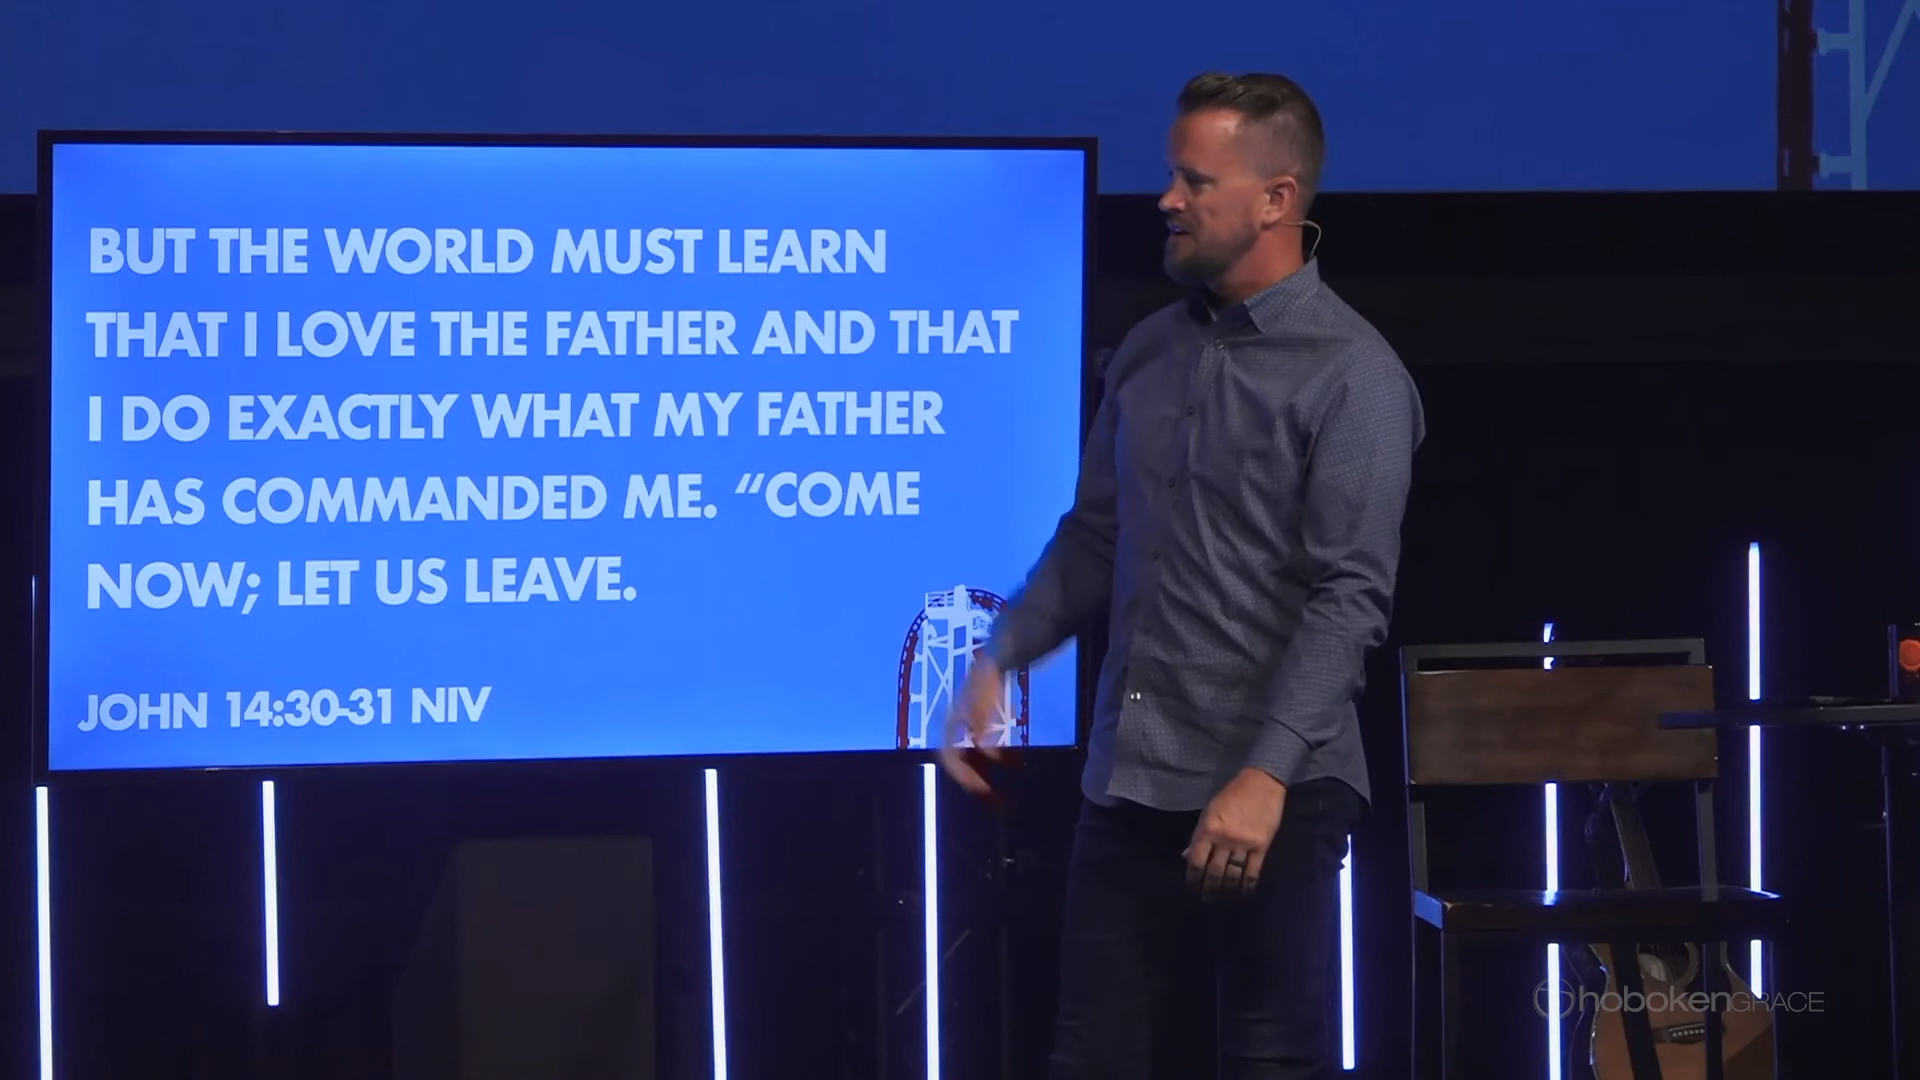 BUT THE WORLD MUST LEARN
THAT I LOVE THE FATHER AND THAT
I DO EXACTLY WHAT MY FATHER
HAS COMMANDED ME. “COME
NOW; LET US LEAVE.
JOHN 14:30-31 NIV
hobokenGRACE